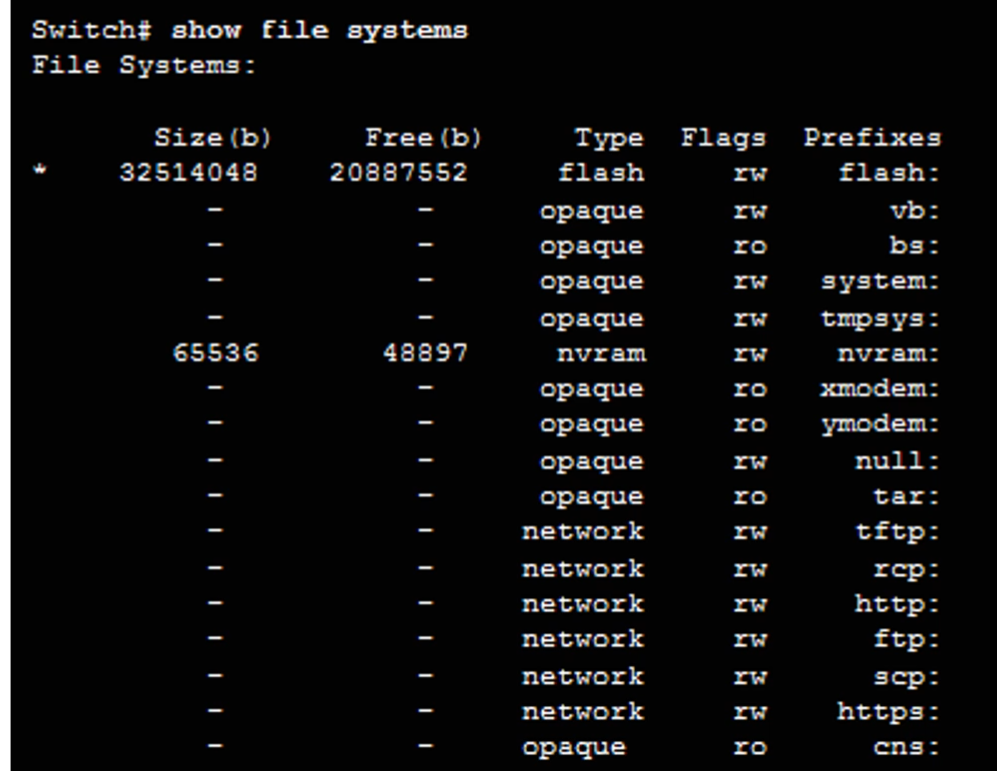 Switch# show file systems
File Systems:
Size(b) Free(b) Type Flags Prefixes
* 32514048 20887552 flash rw flash:
- - opaque rw vb:
- - opaque ro bs:
- - opaque rw system:
- - opaque rw tmpsys:
65536 48897 nvram rw nvram:
- - opaque ro xmodem:
- - opaque ro ymodem:
- - opaque rw null:
- - opaque ro tar:
- - network rw tftp:
- - network rw rcp:
- - network rw http:
- - network rw ftp:
- - network rw scp:
- - network rw https:
- - opaque ro cns: